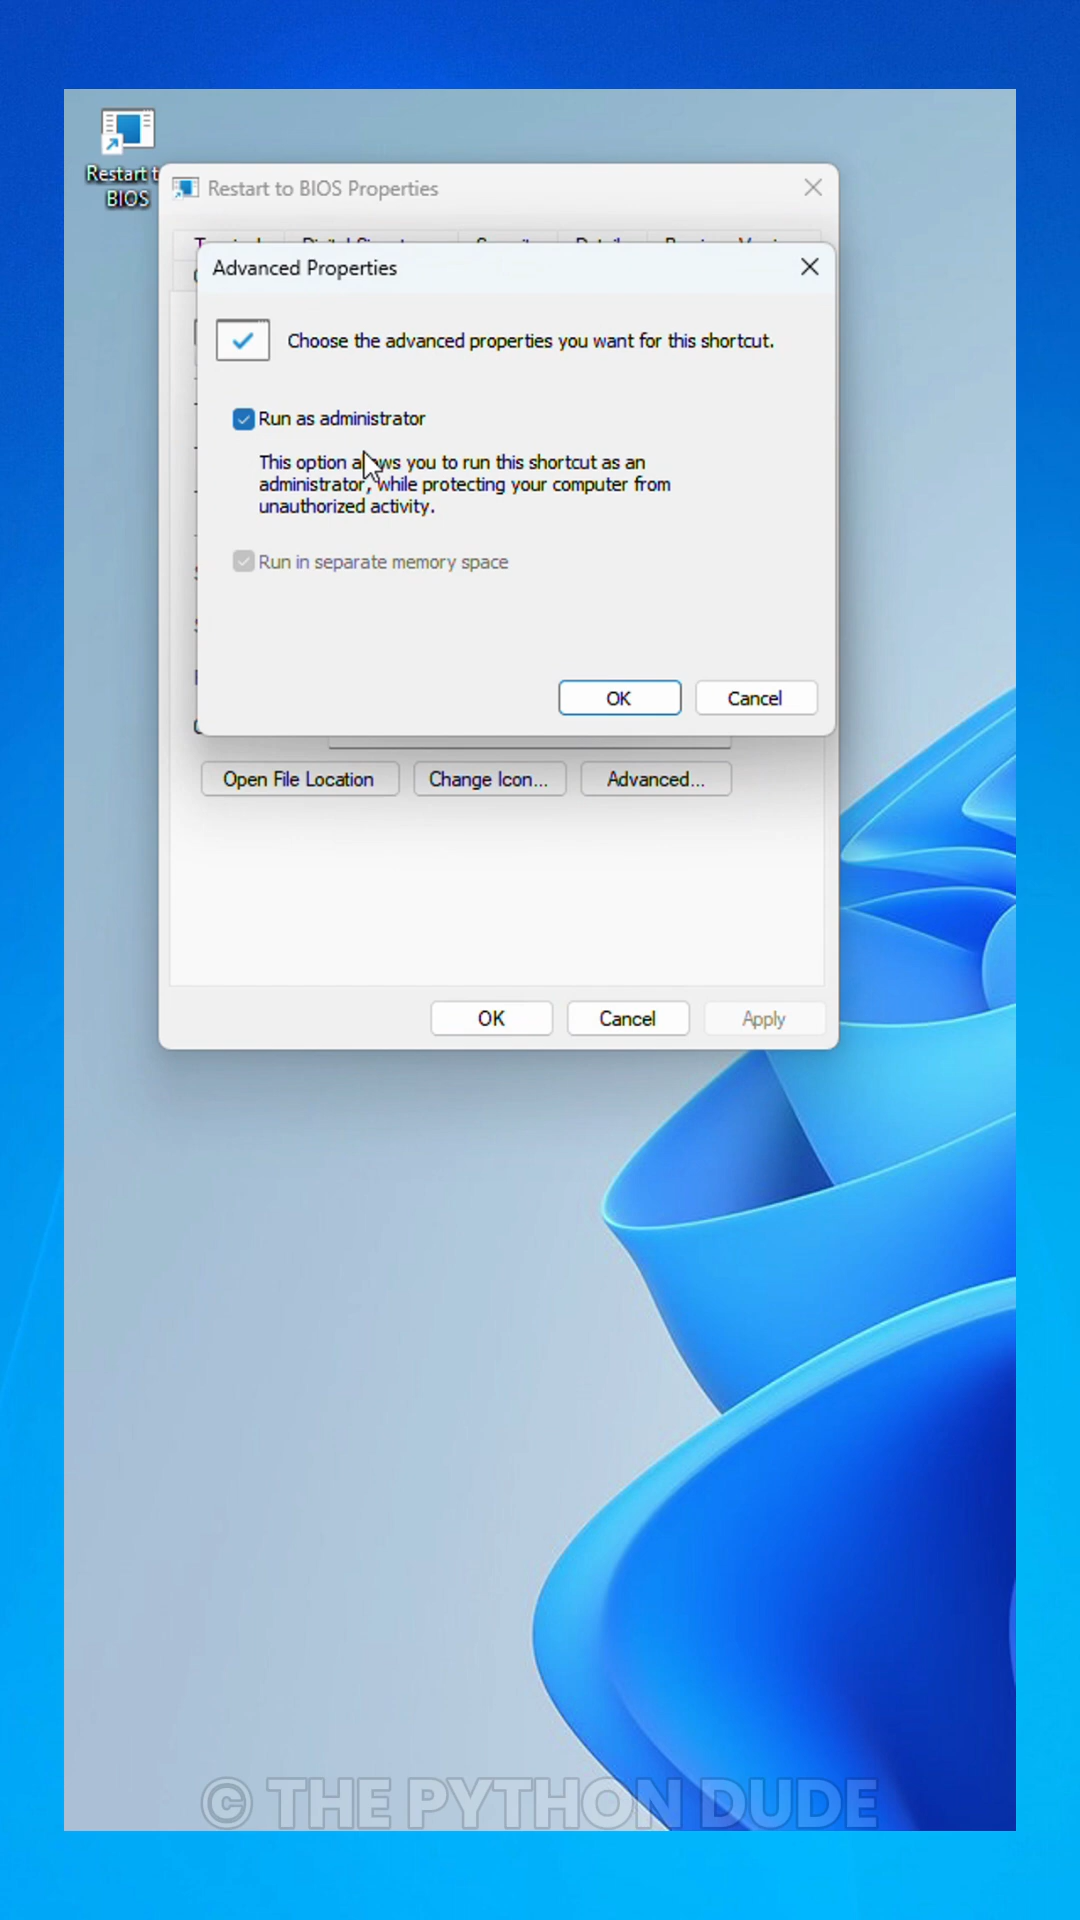 Restart t
BIOS
Restart to BIOS Properties
Advanced Properties
Choose the advanced properties you want for this shortcut.
Run as administrator
This option a ws you to run this shortcut as an
administrator, while protecting your computer from
unauthorized activity.
Run in separate memory space
OK
Cancel
Open File Location
Change Icon...
Advanced...
OK
Cancel
Apply
© THE PYTHON DUDE